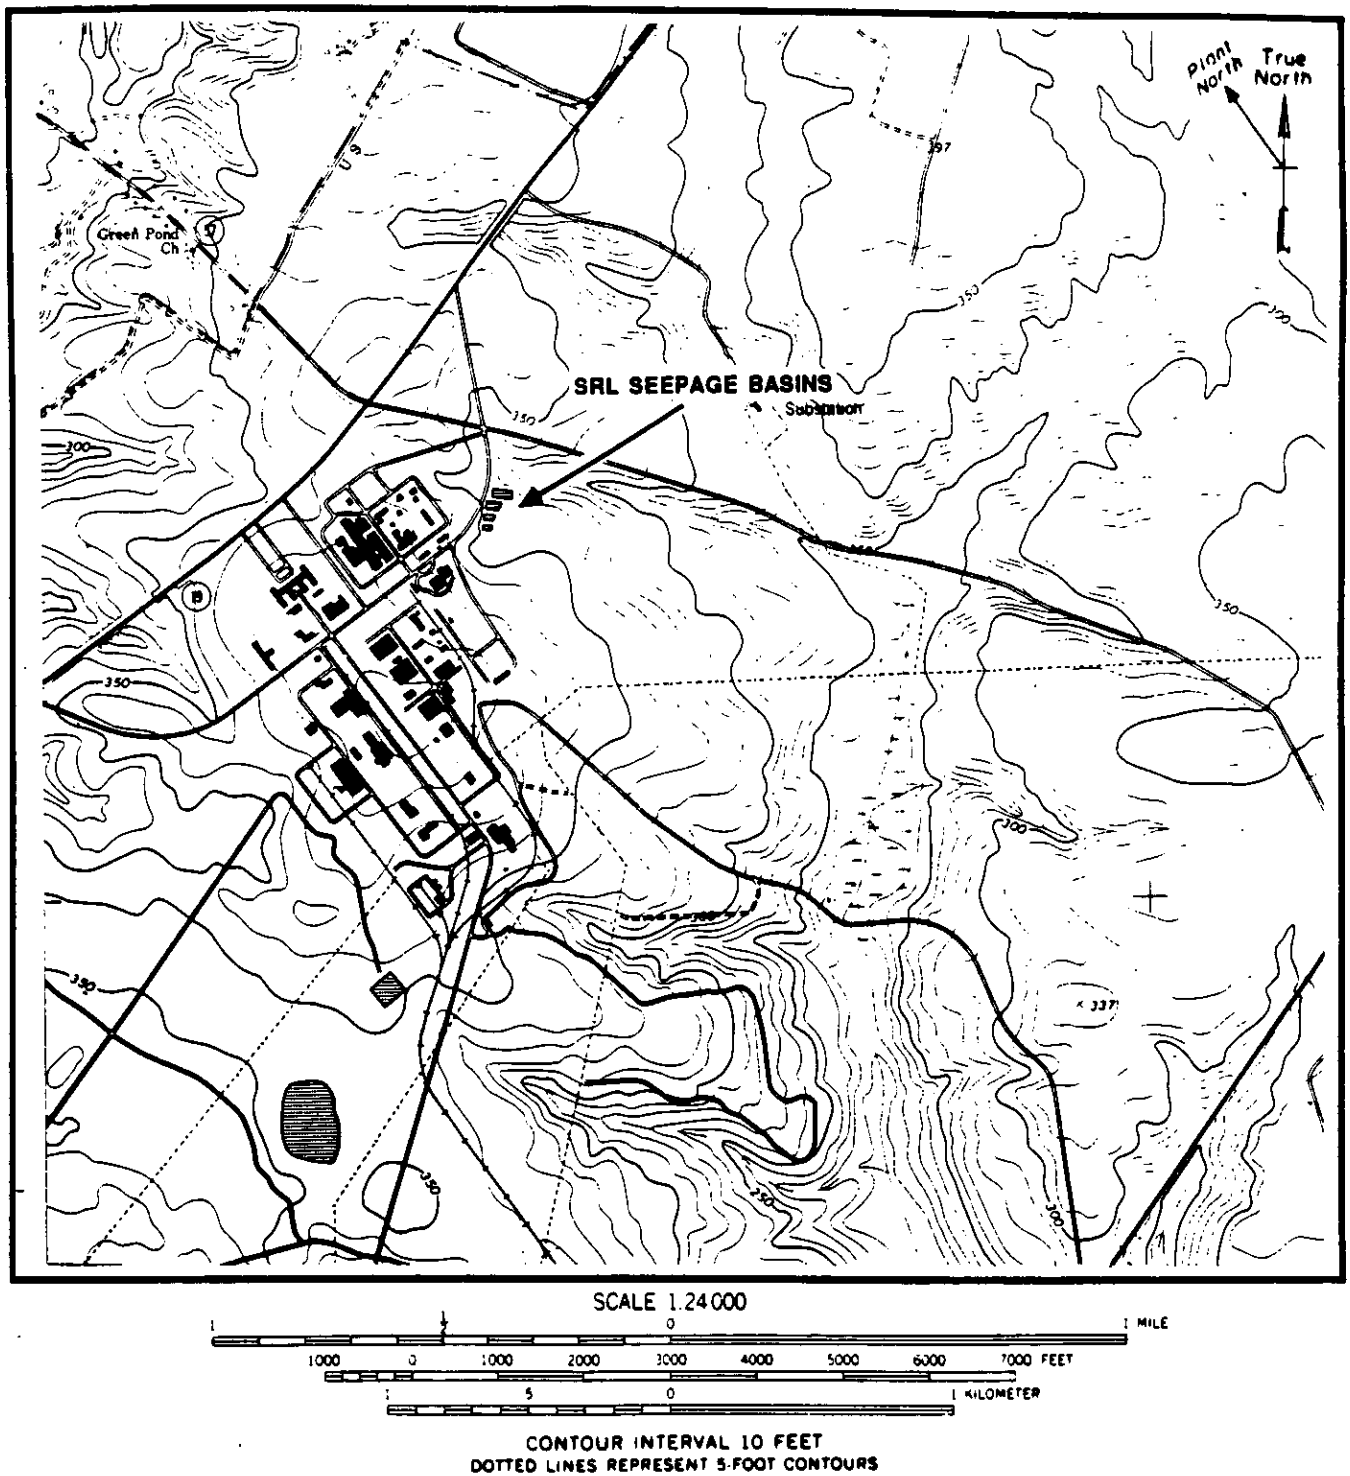 Plant
North
True
North
397
U S
57
Green Pond
Ch
350
300
SRL SEEPAGE BASINS
350
Substation
300
19
350
350
300
350
337
350
250
300
SCALE 1:24 000
1 1/2 0 1 MILE
1000 0 1000 2000 3000 4000 5000 6000 7000 FEET
1 5 0 1 KILOMETER
CONTOUR INTERVAL 10 FEET
DOTTED LINES REPRESENT 5-FOOT CONTOURS